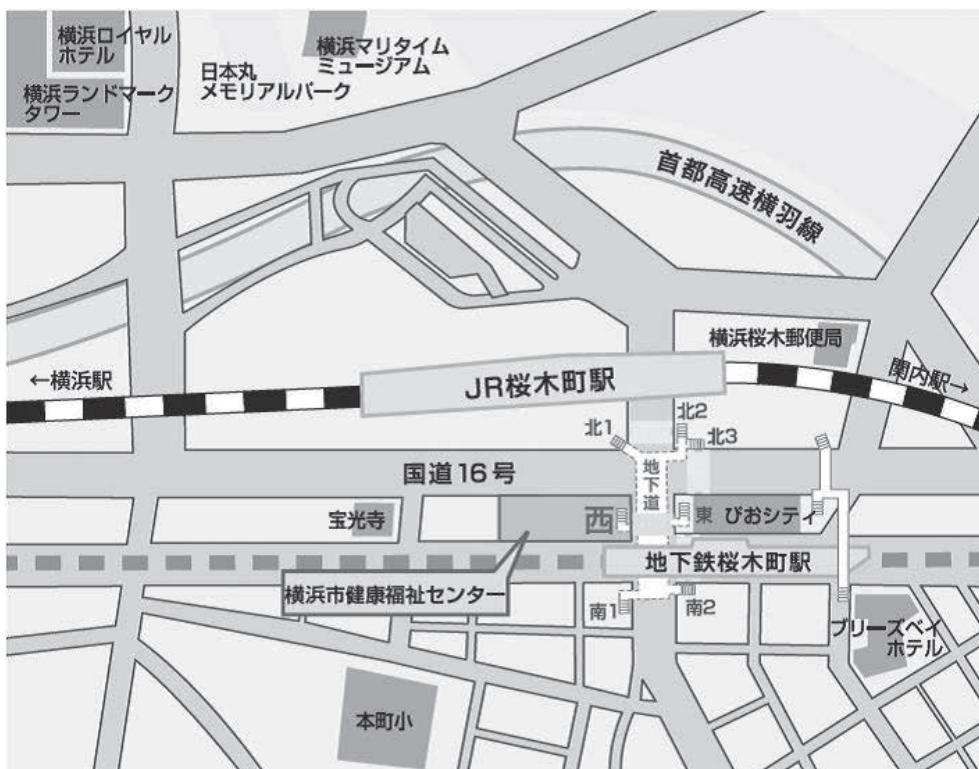 横浜ロイヤル
ホテル
横浜ランドマーク
タワー
日本丸
メモリアルパーク
横浜マリタイム
ミュージアム
首都高速横羽線
横浜桜木郵便局
←横浜駅
関内駅→
JR桜木町駅
北1
北2
北3
国道16号
地下道
宝光寺
西
東
ぴおシティ
地下鉄桜木町駅
横浜市健康福祉センター
南1
南2
ブリーズベイ
ホテル
本町小